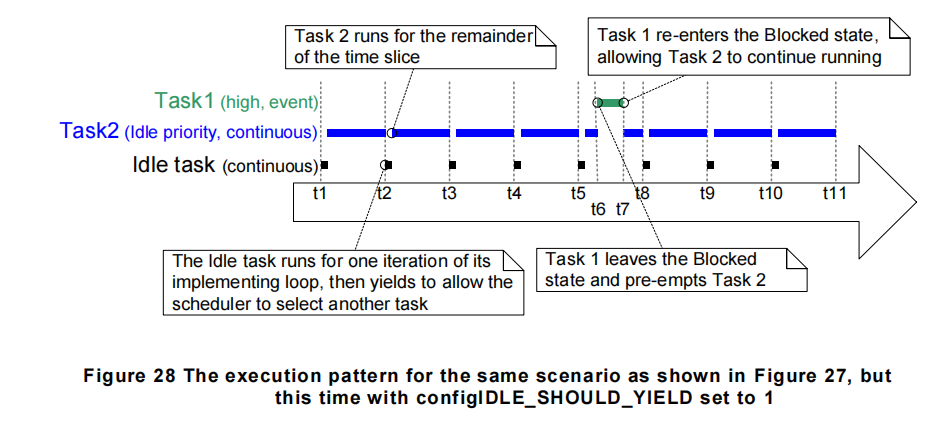 Task 2 runs for the remainder
of the time slice
Task 1 re-enters the Blocked state,
allowing Task 2 to continue running
Task1 (high, event)
Task2 (Idle priority, continuous)
Idle task (continuous)
t1 t2 t3 t4 t5 t8 t9 t10 t11
t6 t7
The Idle task runs for one iteration of its
implementing loop, then yields to allow the
scheduler to select another task
Task 1 leaves the Blocked
state and pre-empts Task 2
Figure 28 The execution pattern for the same scenario as shown in Figure 27, but
this time with configIDLE_SHOULD_YIELD set to 1